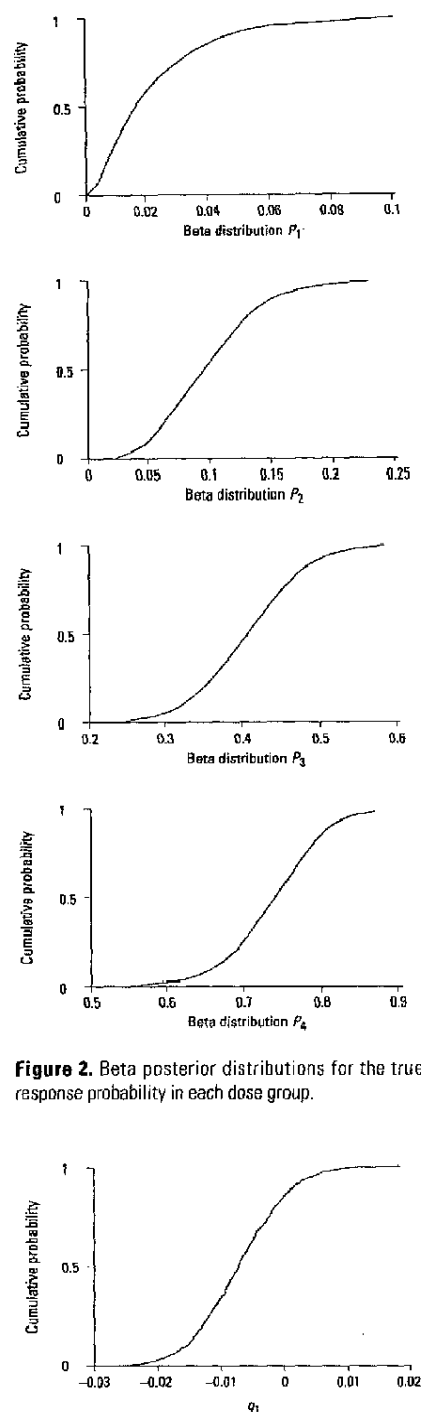 Cumulative probability
1
0.5
0
0 0.02 0.04 0.06 0.08 0.1
Beta distribution P1
Cumulative probability
1
0.5
0
0 0.05 0.1 0.15 0.2 0.25
Beta distribution P2
Cumulative probability
1
0.5
0
0.2 0.3 0.4 0.5 0.6
Beta distribution P3
Cumulative probability
1
0.5
0
0.5 0.6 0.7 0.8 0.9
Beta distribution P4
Figure 2. Beta posterior distributions for the true
response probability in each dose group.
Cumulative probability
1
0.5
0
−0.03 −0.02 −0.01 0 0.01 0.02
q1